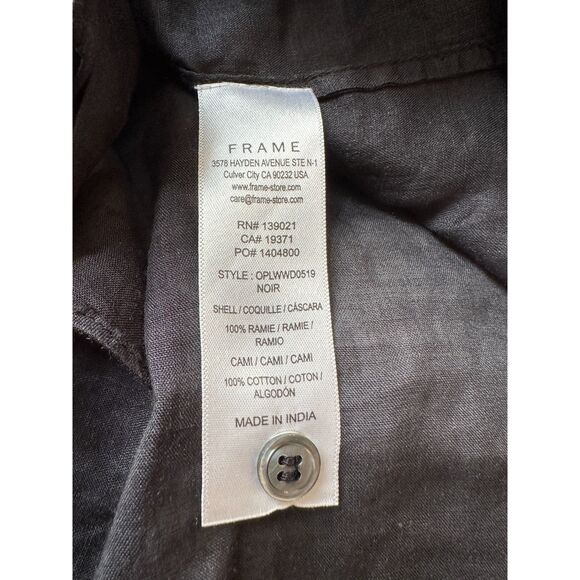 FRAME
3578 HAYDEN AVENUE STE N-1
Culver City CA 90232 USA
www.frame-store.com
care@frame-store.com
RN# 139021
CA# 19371
PO# 1404800
STYLE : OPLWWD0519
NOIR
SHELL / COQUILLE / CÁSCARA
100% RAMIE / RAMIE /
RAMIO
CAMI / CAMI / CAMI
100% COTTON / COTON /
ALGODÓN
MADE IN INDIA